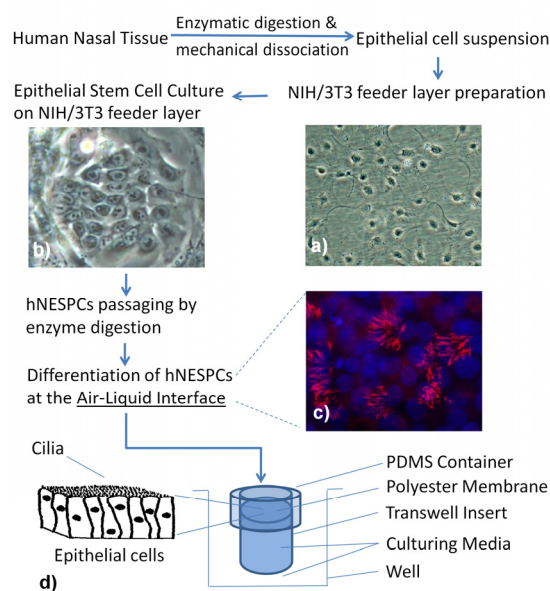 Human Nasal Tissue
Enzymatic digestion &
mechanical dissociation
Epithelial cell suspension
Epithelial Stem Cell Culture
on NIH/3T3 feeder layer
NIH/3T3 feeder layer preparation
b)
a)
hNESPCs passaging by
enzyme digestion
Differentiation of hNESPCs
at the Air-Liquid Interface
c)
Cilia
Epithelial cells
d)
PDMS Container
Polyester Membrane
Transwell Insert
Culturing Media
Well